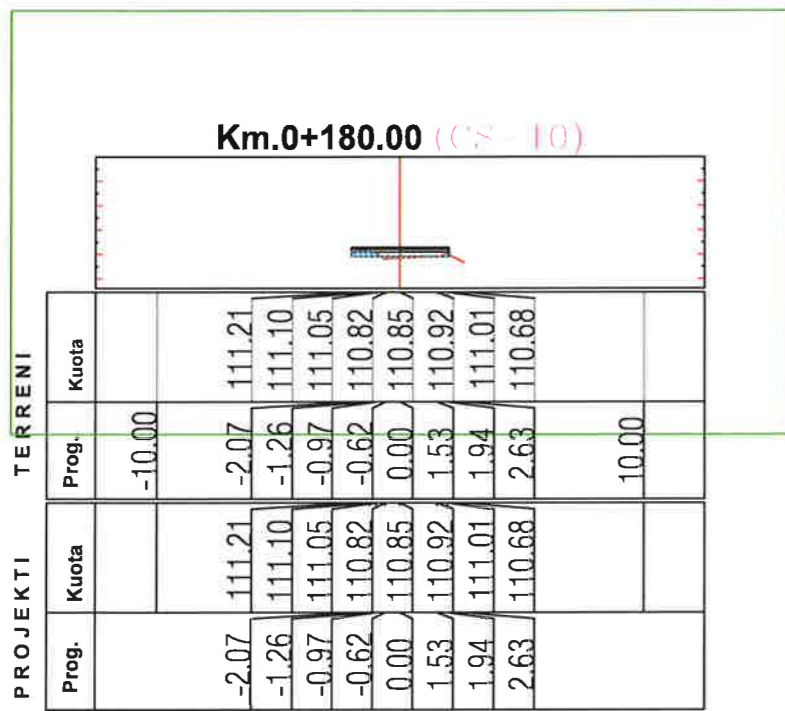 Km.0+180.00 (CS - 10)
TERRENI
Kuota 111.21 111.10 111.05 110.82 110.85 110.92 111.01 110.68
Prog. -10.00 -2.07 -1.26 -0.97 -0.62 0.00 1.53 1.94 2.63 10.00
PROJEKTI
Kuota 111.21 111.10 111.05 110.82 110.85 110.92 111.01 110.68
Prog. -2.07 -1.26 -0.97 -0.62 0.00 1.53 1.94 2.63